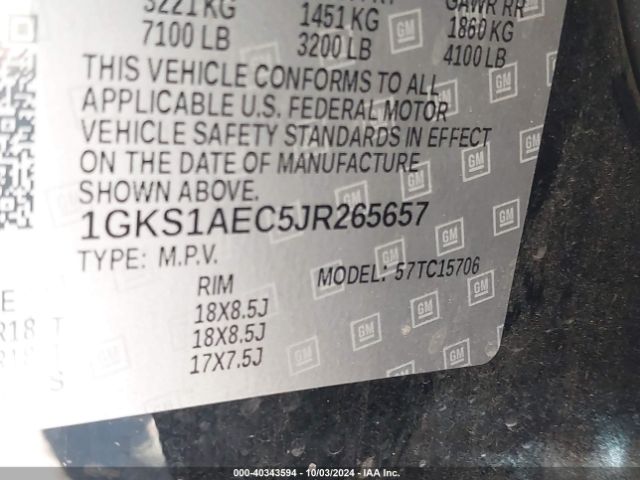 3221 KG 1451 KG GAWR RR 1860 KG
7100 LB 3200 LB 4100 LB
THIS VEHICLE CONFORMS TO ALL
APPLICABLE U.S. FEDERAL MOTOR
VEHICLE SAFETY STANDARDS IN EFFECT
ON THE DATE OF MANUFACTURE
SHOWN ABOVE.
1GKS1AEC5JR265657
TYPE: M.P.V. MODEL: 57TC15706
RIM
18X8.5J
18X8.5J
17X7.5J
GM
000-40343594 - 10/03/2024 - IAA Inc.